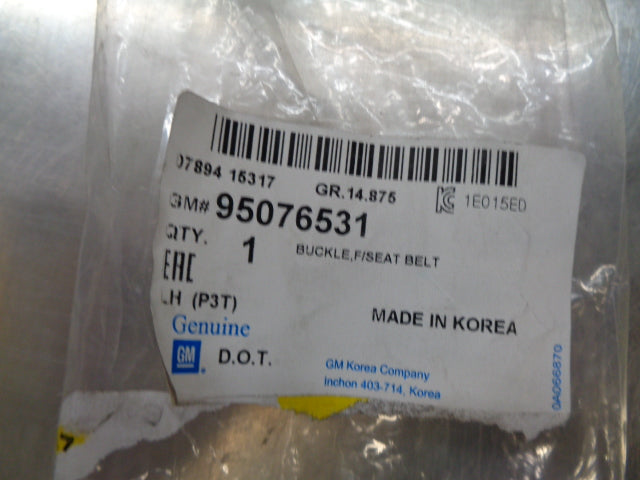 07894 15317
GR.14.875
1E015ED
GM# 95076531
QTY. 1
BUCKLE,F/SEAT BELT
EAC
LH (P3T)
MADE IN KOREA
Genuine
GM
D.O.T.
GM Korea Company
Inchon 403-714, Korea
0A066870